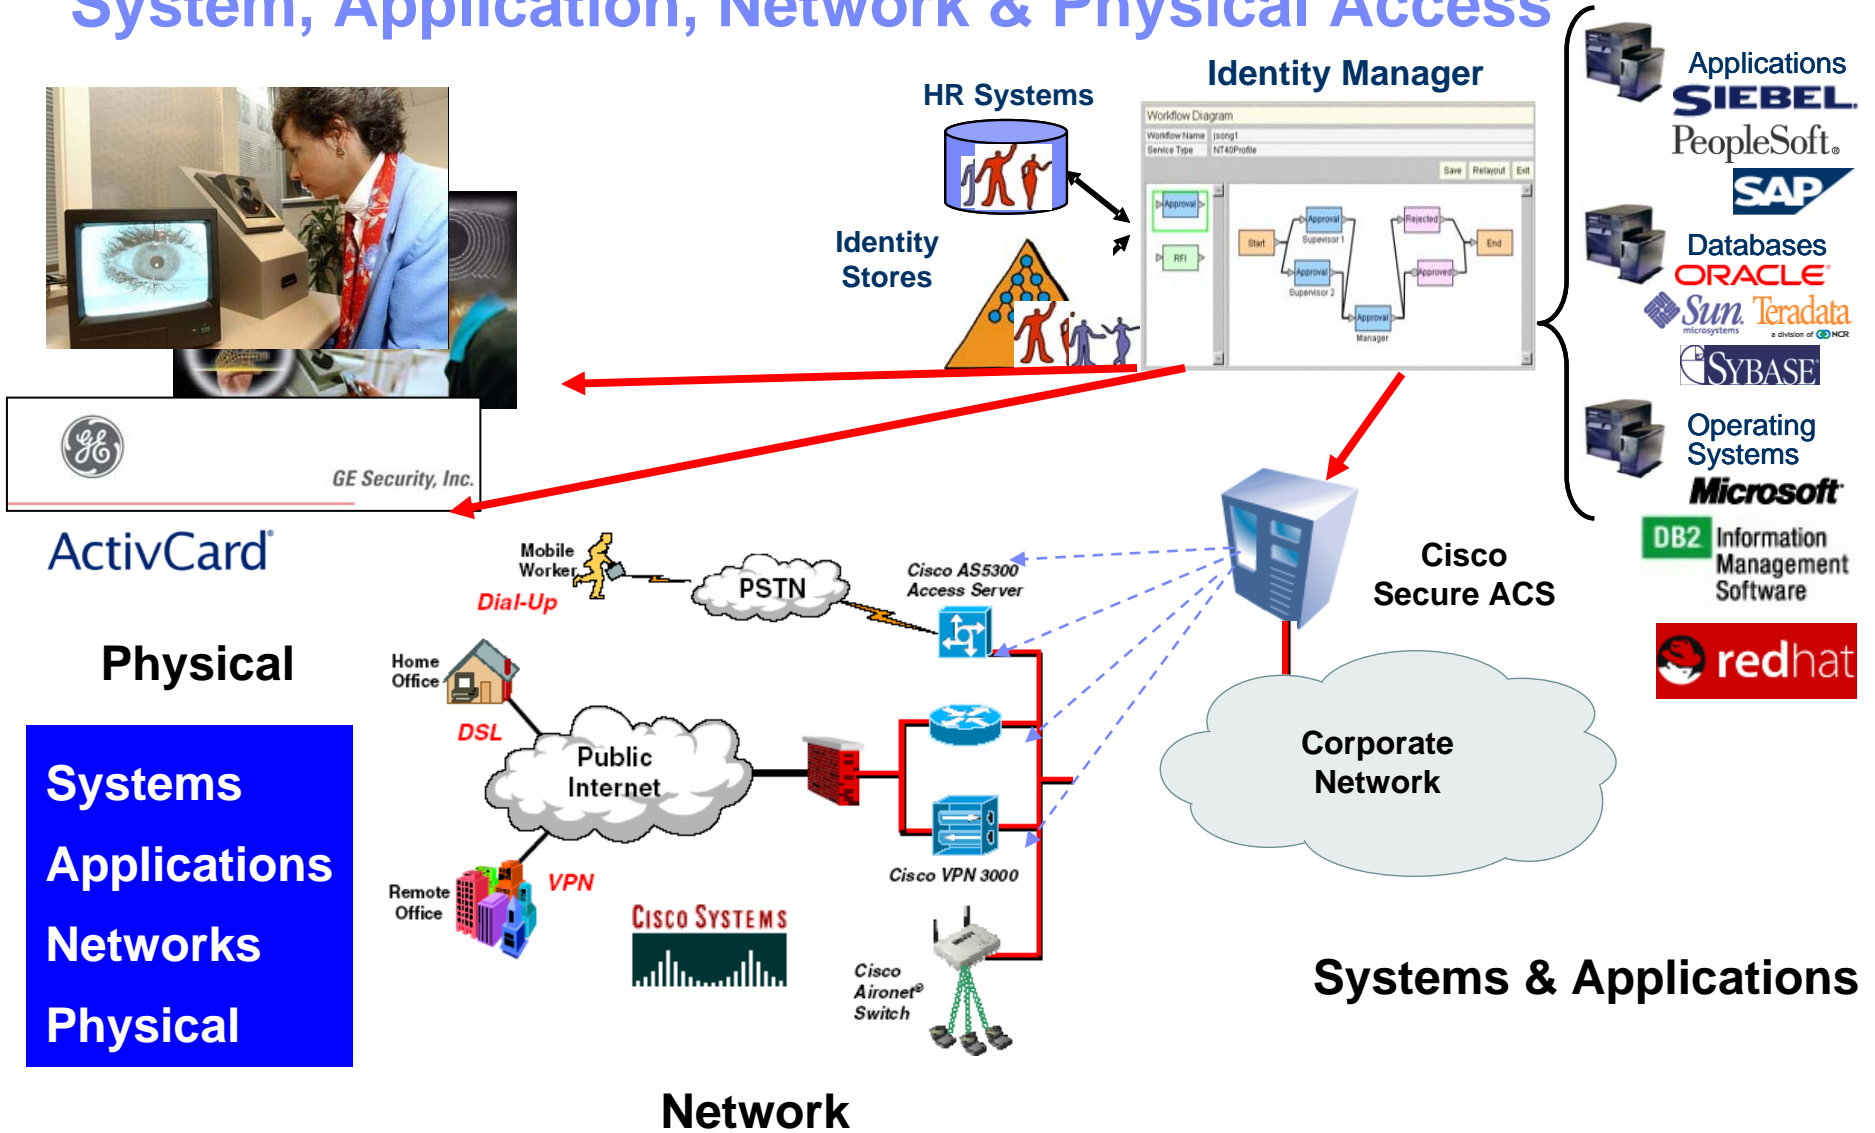 System, Application, Network & Physical Access
Identity Manager
HR Systems
Identity
Stores
Workflow Diagram
Workflow Name jsong1
Service Type NT40Profile
Save Relayout Exit
Approval
RFI
Start
Approval
Supevisor 1
Approval
Supervisor 2
Approval
Manager
Rejected
Approved
End
Applications
SIEBEL.
PeopleSoft®
SAP
Databases
ORACLE®
Sun
microsystems
Teradata
a division of NCR
SYBASE®
Operating
Systems
Microsoft
DB2 Information
Management
Software
redhat
GE
GE Security, Inc.
ActivCard®
Physical
Systems
Applications
Networks
Physical
Mobile
Worker
Dial-Up
PSTN
Cisco AS5300
Access Server
Home
Office
DSL
Public
Internet
Remote
Office
VPN
Cisco VPN 3000
CISCO SYSTEMS
Cisco
Aironet®
Switch
Cisco
Secure ACS
Corporate
Network
Systems & Applications
Network